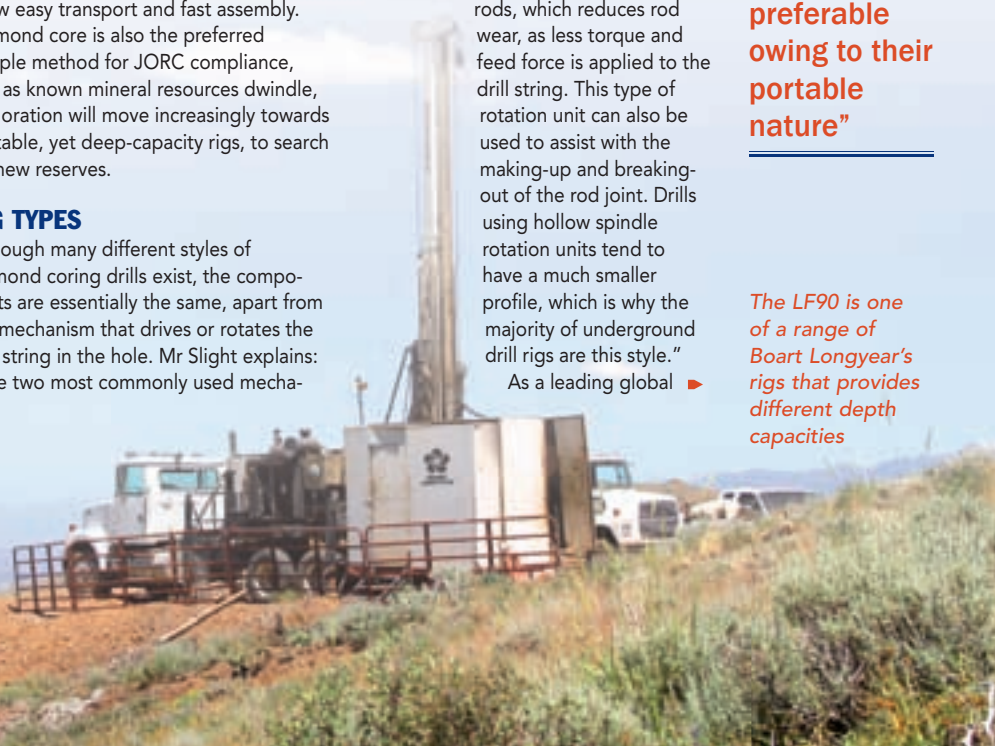 w easy transport and fast assembly.
mond core is also the preferred
ple method for JORC compliance,
as known mineral resources dwindle,
oration will move increasingly towards
table, yet deep-capacity rigs, to search
new reserves.
G TYPES
ough many different styles of
mond coring drills exist, the compo-
ts are essentially the same, apart from
mechanism that drives or rotates the
string in the hole. Mr Slight explains:
e two most commonly used mecha-
rods, which reduces rod
wear, as less torque and
feed force is applied to the
drill string. This type of
rotation unit can also be
used to assist with the
making-up and breaking-
out of the rod joint. Drills
using hollow spindle
rotation units tend to
have a much smaller
profile, which is why the
majority of underground
drill rigs are this style.”
As a leading global
preferable
owing to their
portable
nature”
The LF90 is one
of a range of
Boart Longyear’s
rigs that provides
different depth
capacities